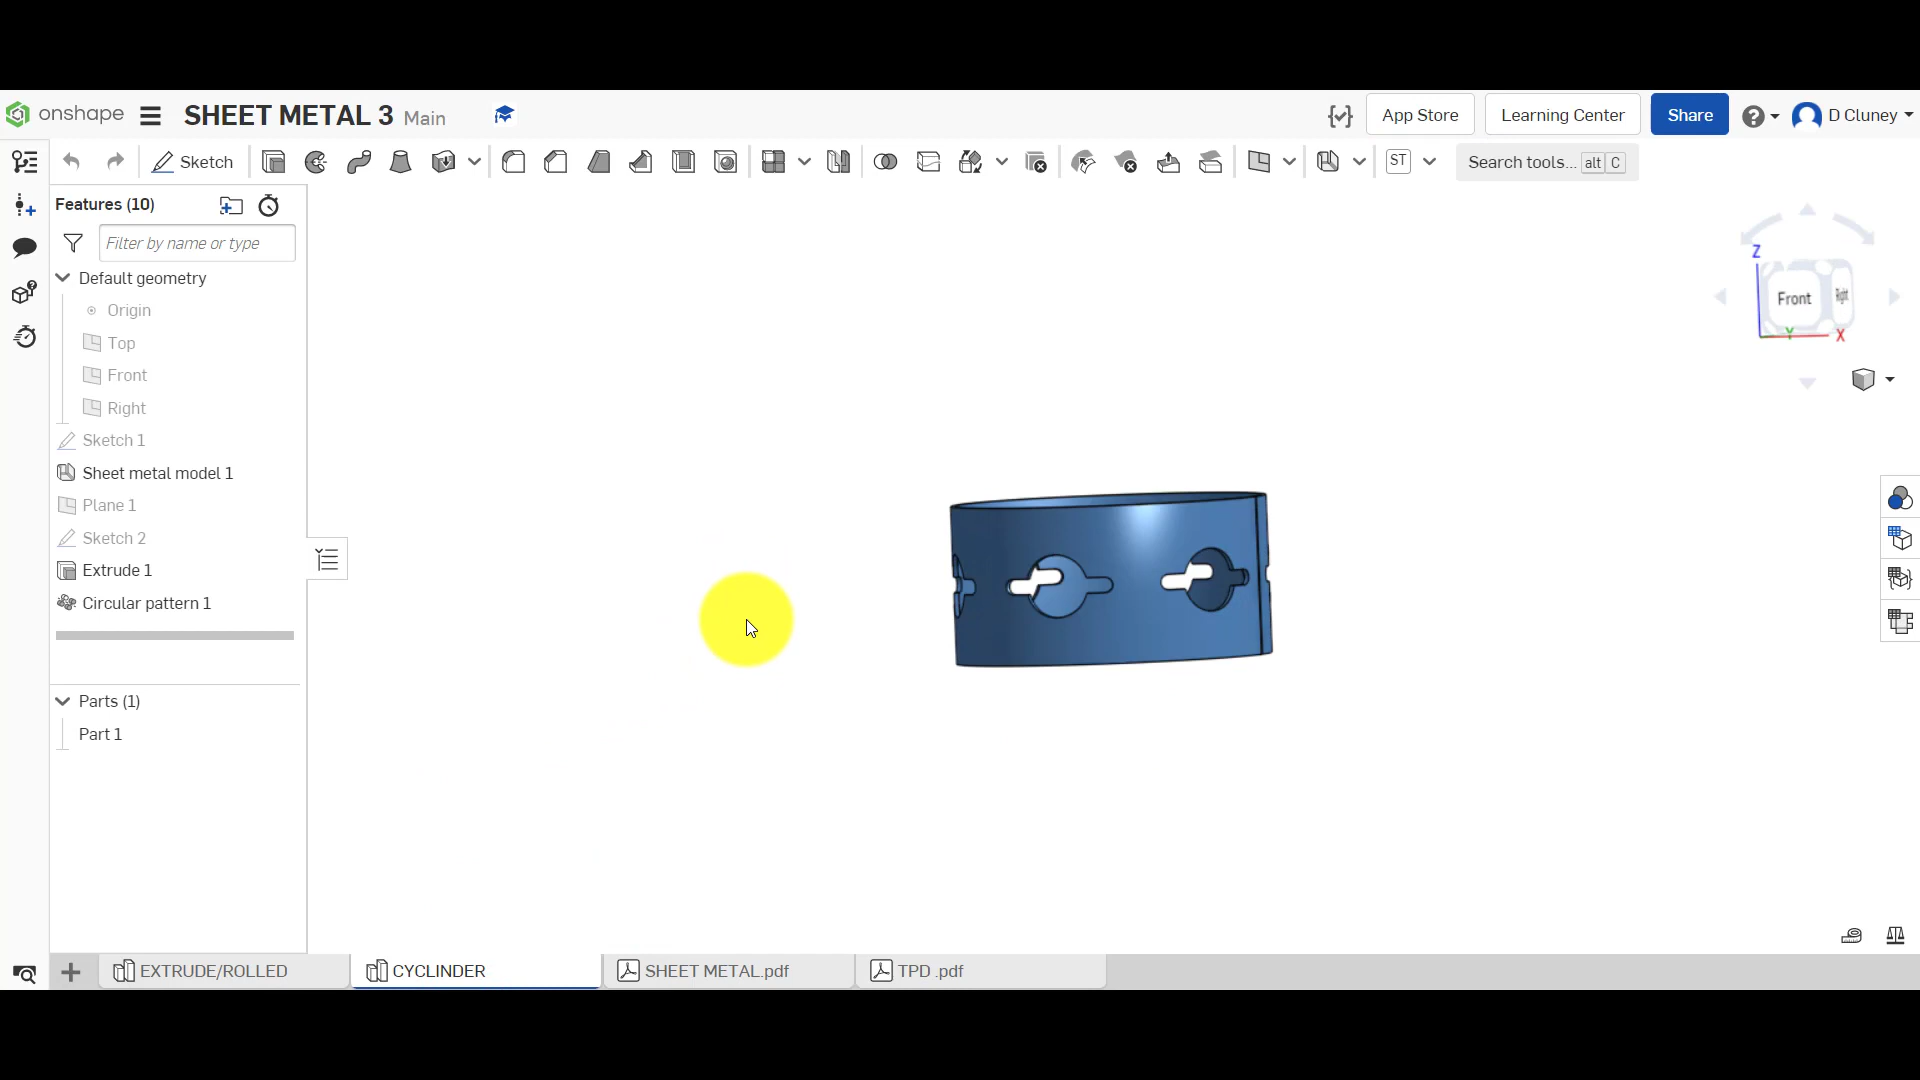 onshape SHEET METAL 3 Main App Store Learning Center Share D Cluney
Sketch ST Search tools... alt C
Features (10)
Filter by name or type
Default geometry
Origin
Top
Front
Right
Sketch 1
Sheet metal model 1
Plane 1
Sketch 2
Extrude 1
Circular pattern 1
Parts (1)
Part 1
Z
Front
Right
Y
X
EXTRUDE/ROLLED CYCLINDER SHEET METAL.pdf TPD .pdf